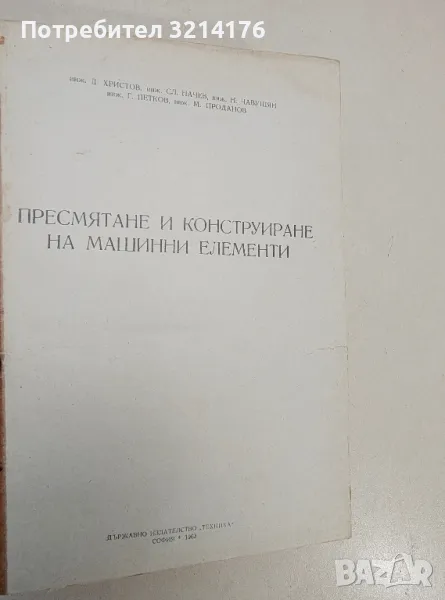 Потребител 3214176
инж. Д. ХРИСТОВ, инж. СЛ. ПАЧЕВ, инж. Н. ЧАВУШЯН
инж. Г. ПЕТКОВ, инж. М. ПРОДАНОВ
ПРЕСМЯТАНЕ И КОНСТРУИРАНЕ
НА МАШИННИ ЕЛЕМЕНТИ
ДЪРЖАВНО ИЗДАТЕЛСТВО „ТЕХНИКА“
СОФИЯ *
BAZAR